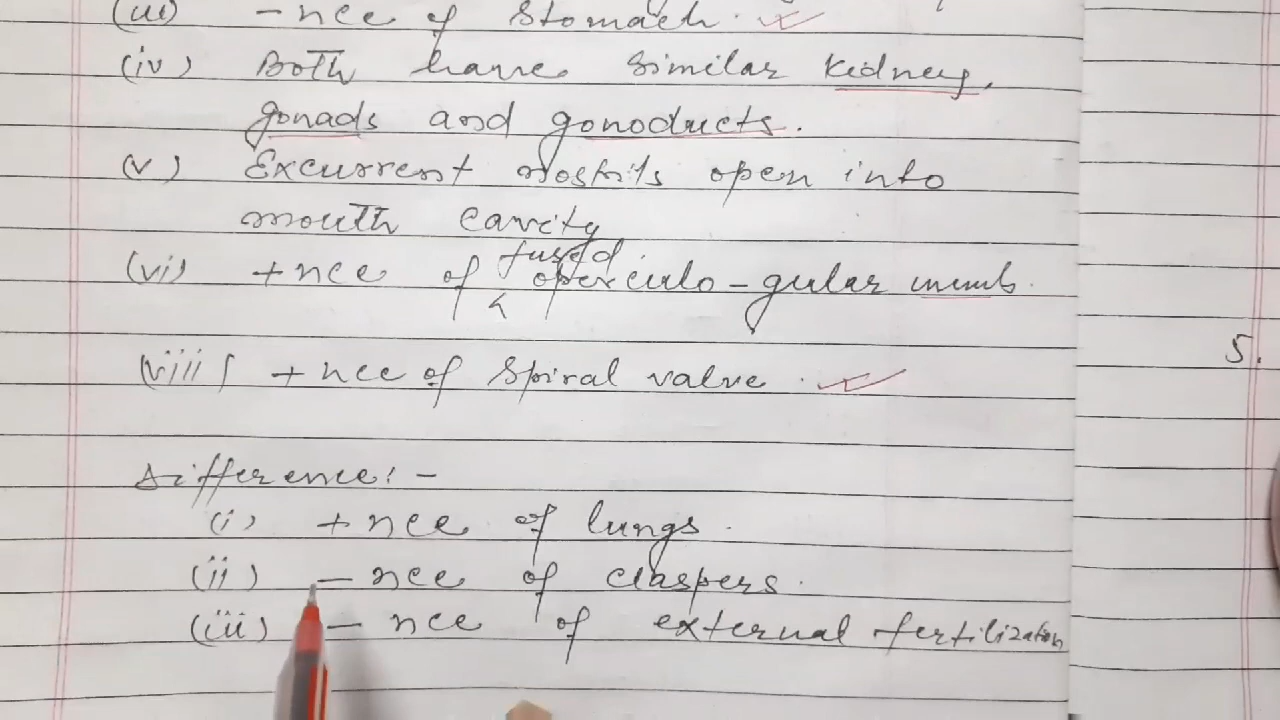 (iii) -nce of stomach.
(iv) Both have similar kidney,
gonads and gonoducts.
(v) Excurrent nostrils open into
mouth cavity
fused
(vi) +nce of operculo-gular memb.
(viii) +nce of spiral valve.
Difference:-
(i) +nce of lungs.
(ii) -nce of claspers.
(iii) -nce of external fertilization
5.